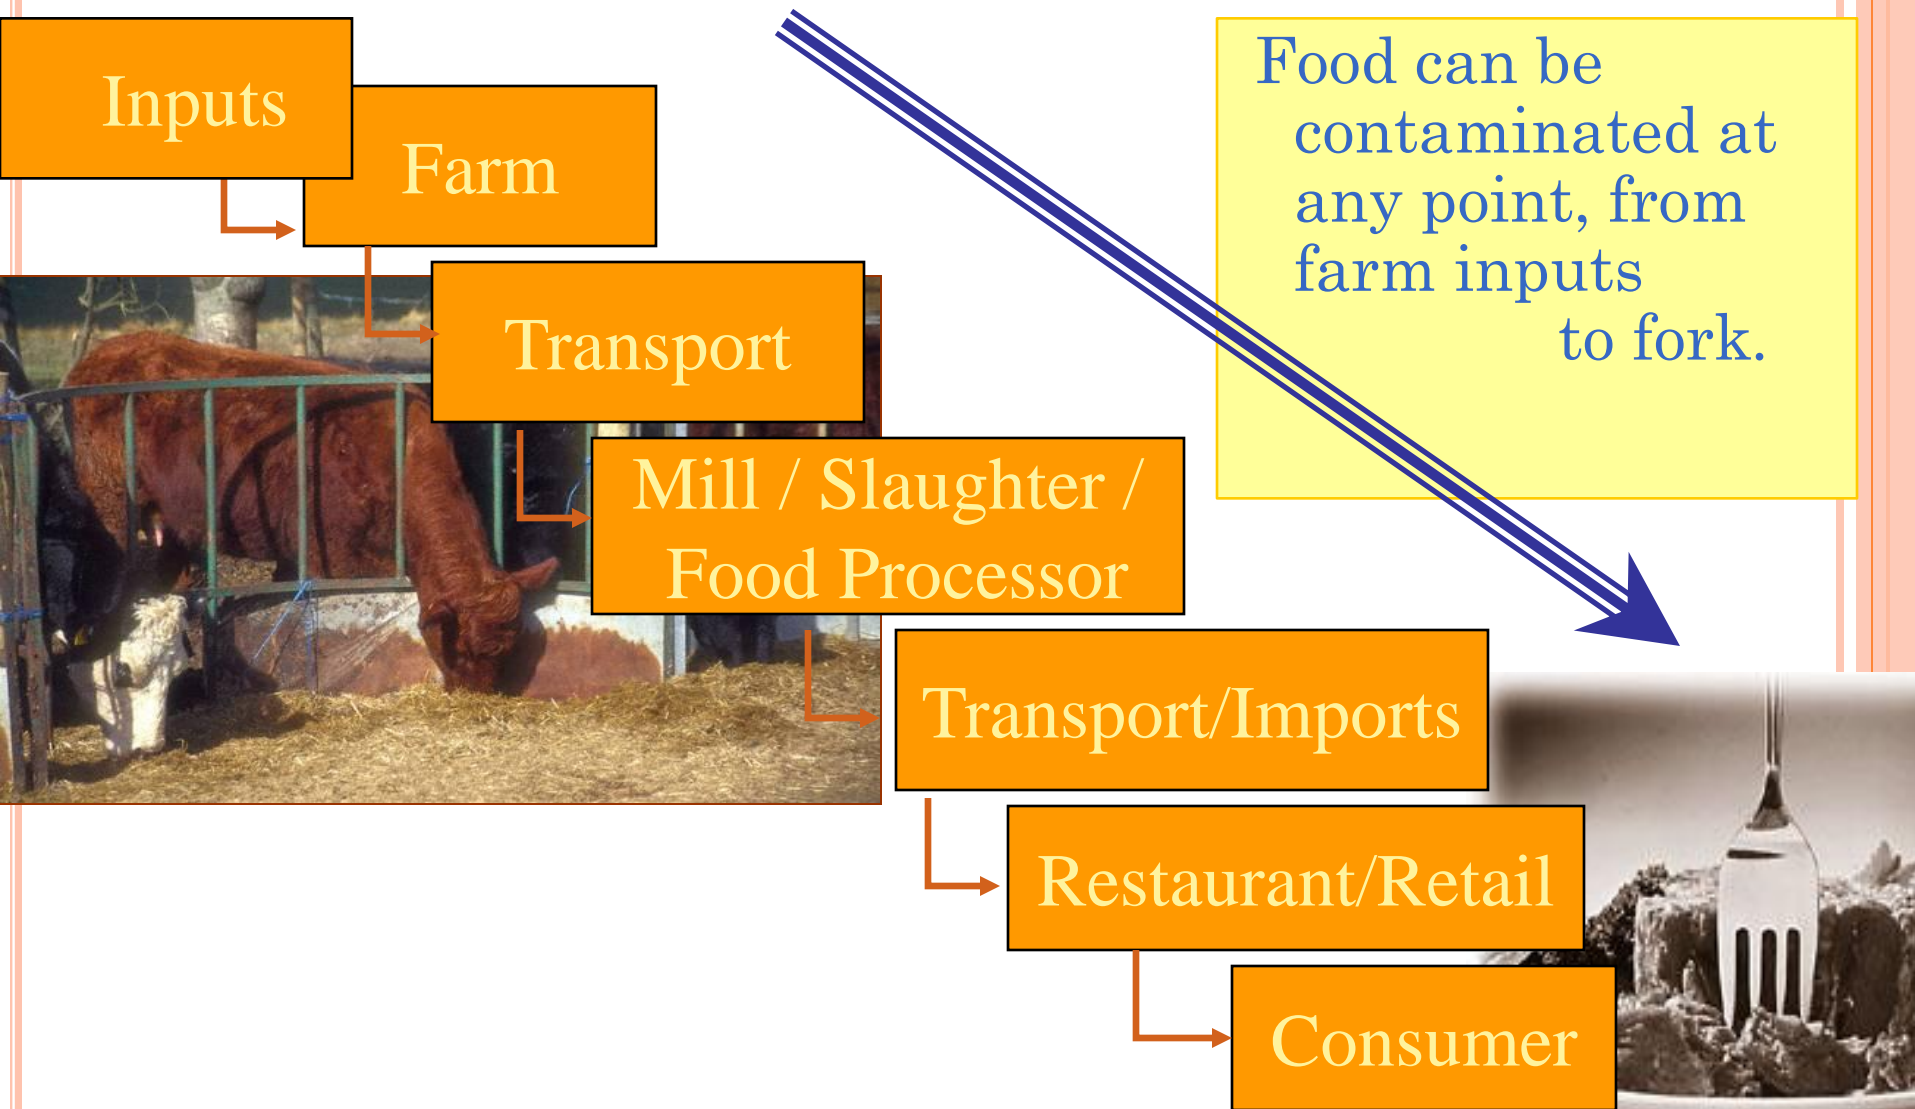 Inputs
Farm
Transport
Mill / Slaughter /
Food Processor
Transport/Imports
Restaurant/Retail
Consumer
Food can be
contaminated at
any point, from
farm inputs
to fork.